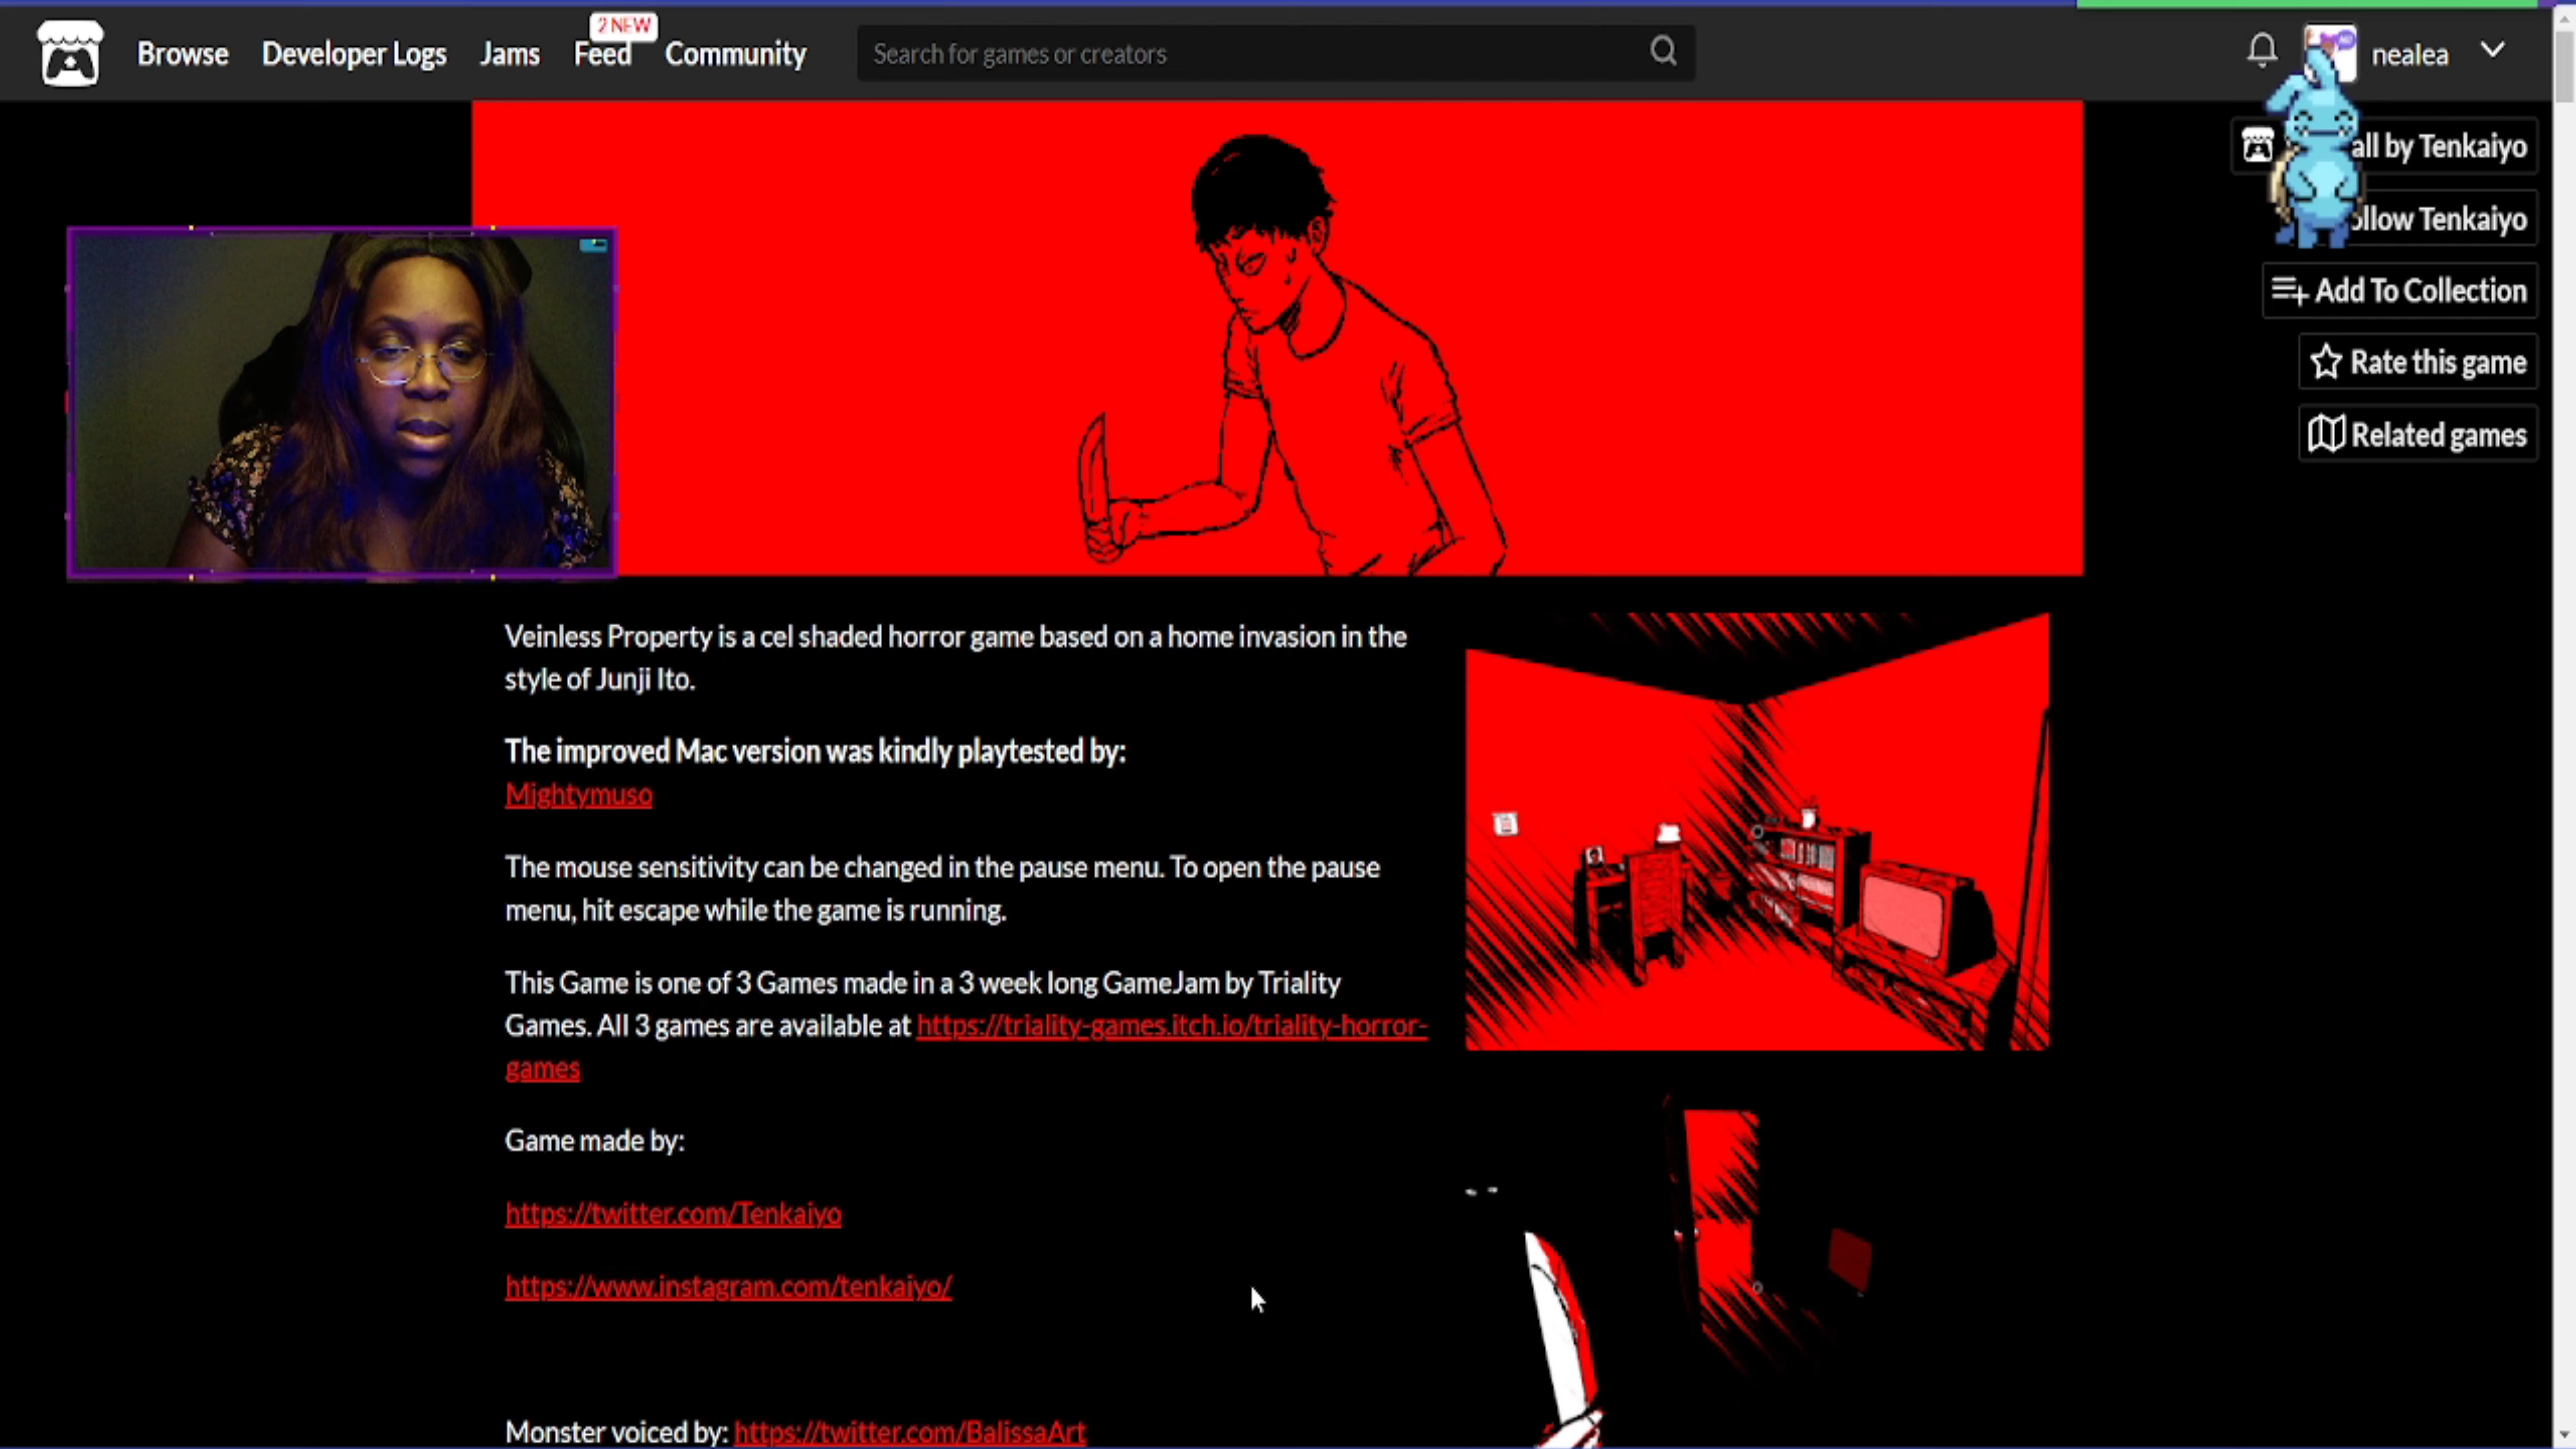 2 NEW
Browse Developer Logs Jams Feed Community Search for games or creators nealea
all by Tenkaiyo
ollow Tenkaiyo
Add To Collection
Rate this game
Related games
Veinless Property is a cel shaded horror game based on a home invasion in the
style of Junji Ito.
The improved Mac version was kindly playtested by:
Mightymuso
The mouse sensitivity can be changed in the pause menu. To open the pause
menu, hit escape while the game is running.
This Game is one of 3 Games made in a 3 week long GameJam by Triality
Games. All 3 games are available at https://triality-games.itch.io/triality-horror-
games
Game made by:
https://twitter.com/Tenkaiyo
https://www.instagram.com/tenkaiyo/
Monster voiced by: https://twitter.com/BalissaArt